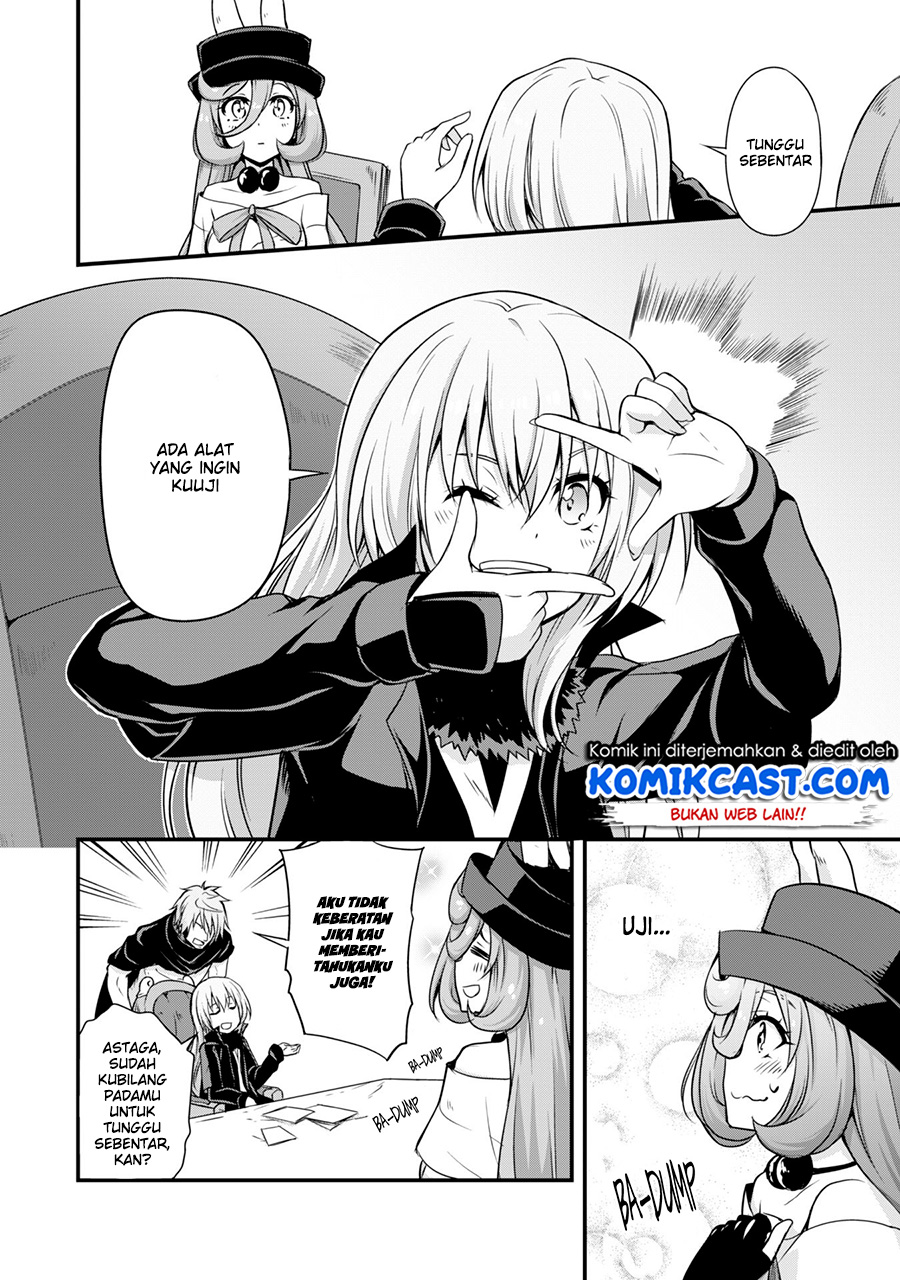 TUNGGU
SEBENTAR
ADA ALAT
YANG INGIN
KUUJI
Komik ini diterjemahkan & diedit oleh
KOMIKCAST.COM
BUKAN WEB LAIN!!
UJI...
BA-DUMP
AKU TIDAK
KEBERATAN
JIKA KAU
MEMBERI-
TAHUKANKU
JUGA!
BA-DUMP
BA-DUMP
ASTAGA,
SUDAH
KUBILANG
PADAMU
UNTUK
TUNGGU
SEBENTAR,
KAN?